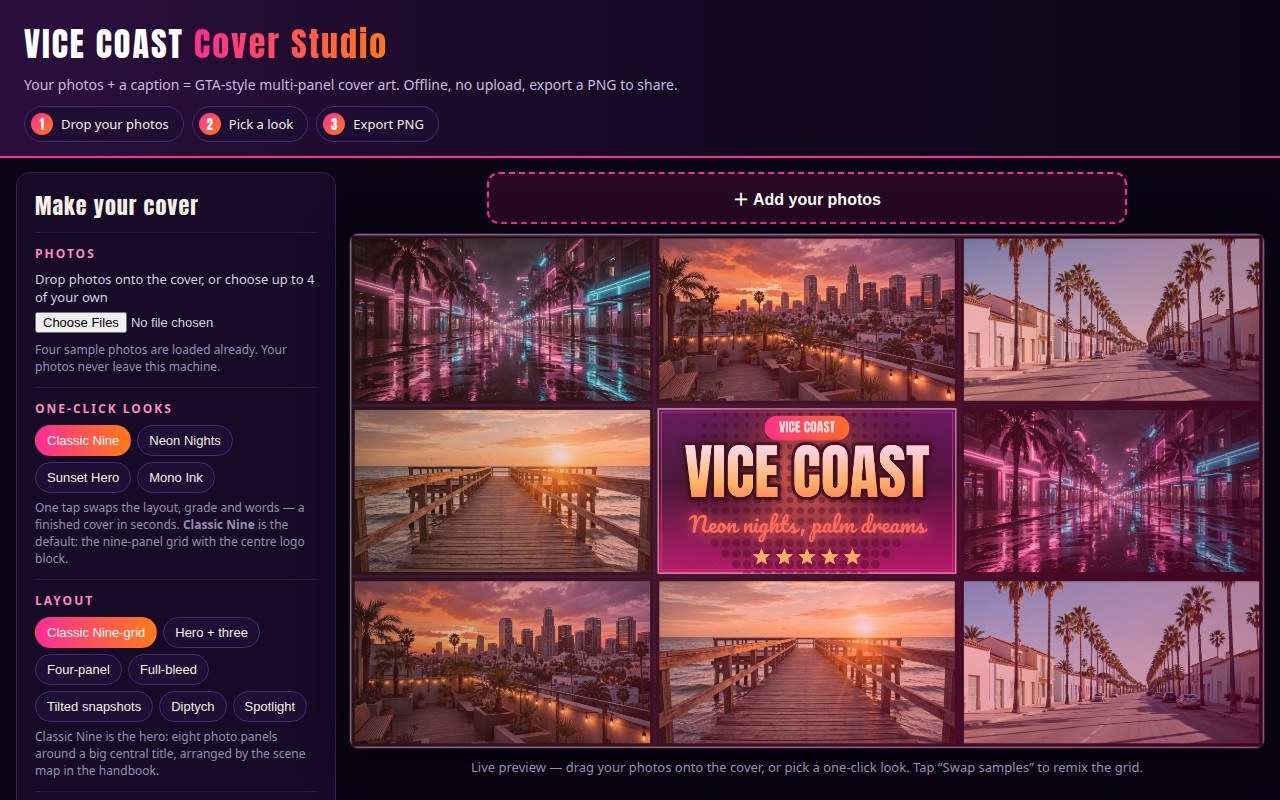 VICE COAST Cover Studio
Your photos + a caption = GTA-style multi-panel cover art. Offline, no upload, export a PNG to share.
1 Drop your photos
2 Pick a look
3 Export PNG
Make your cover
PHOTOS
Drop photos onto the cover, or choose up to 4
of your own
Choose Files No file chosen
Four sample photos are loaded already. Your
photos never leave this machine.
ONE-CLICK LOOKS
Classic Nine
Neon Nights
Sunset Hero
Mono Ink
One tap swaps the layout, grade and words — a
finished cover in seconds. Classic Nine is the
default: the nine-panel grid with the centre logo
block.
LAYOUT
Classic Nine-grid
Hero + three
Four-panel
Full-bleed
Tilted snapshots
Diptych
Spotlight
Classic Nine is the hero: eight photo panels
around a big central title, arranged by the scene
map in the handbook.
+ Add your photos
VICE COAST
VICE COAST
Neon nights, palm dreams
Live preview — drag your photos onto the cover, or pick a one-click look. Tap “Swap samples” to remix the grid.